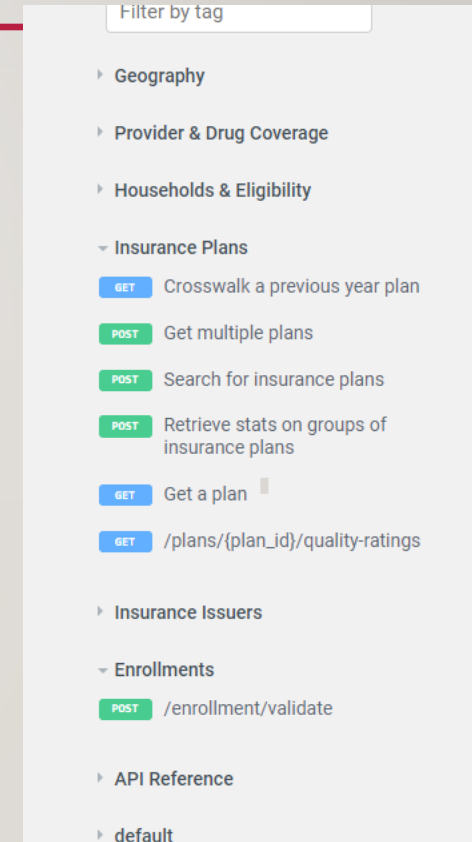 Filter by tag
Geography
Provider & Drug Coverage
Households & Eligibility
Insurance Plans
GET Crosswalk a previous year plan
POST Get multiple plans
POST Search for insurance plans
POST Retrieve stats on groups of
insurance plans
GET Get a plan
GET /plans/{plan_id}/quality-ratings
Insurance Issuers
Enrollments
POST /enrollment/validate
API Reference
default